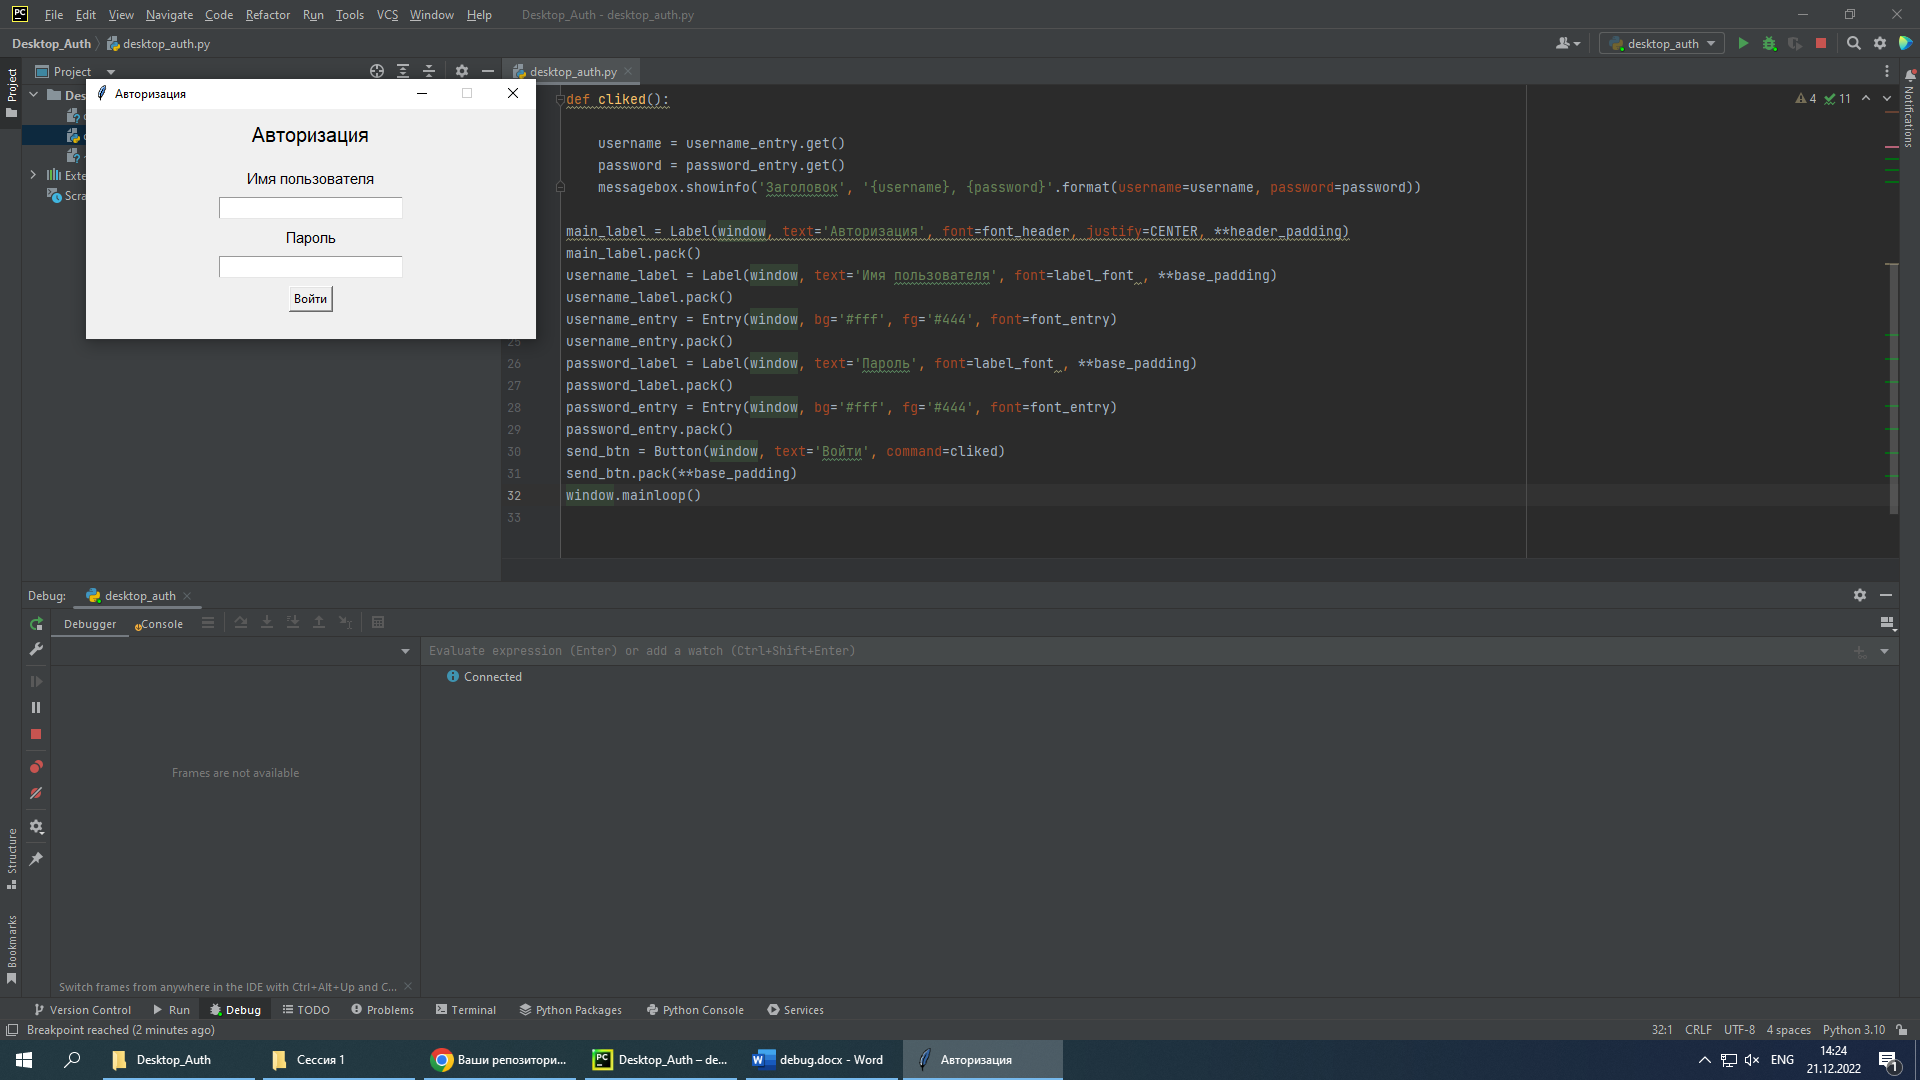 PC File Edit View Navigate Code Refactor Run Tools VCS Window Help Desktop_Auth - desktop_auth.py
Desktop_Auth desktop_auth.py desktop_auth
Project desktop_auth.py
Project
Des
Exte
Scra
Авторизация
Авторизация
Имя пользователя
Пароль
Войти
4 11
Notifications
def cliked():
username = username_entry.get()
password = password_entry.get()
messagebox.showinfo('Заголовок', '{username}, {password}'.format(username=username, password=password))
main_label = Label(window, text='Авторизация', font=font_header, justify=CENTER, **header_padding)
main_label.pack()
username_label = Label(window, text='Имя пользователя', font=label_font , **base_padding)
username_label.pack()
username_entry = Entry(window, bg='#fff', fg='#444', font=font_entry)
25 username_entry.pack()
26 password_label = Label(window, text='Пароль', font=label_font , **base_padding)
27 password_label.pack()
28 password_entry = Entry(window, bg='#fff', fg='#444', font=font_entry)
29 password_entry.pack()
30 send_btn = Button(window, text='Войти', command=cliked)
31 send_btn.pack(**base_padding)
32 window.mainloop()
33
Debug: desktop_auth
Debugger Console
Evaluate expression (Enter) or add a watch (Ctrl+Shift+Enter)
Connected
Frames are not available
Switch frames from anywhere in the IDE with Ctrl+Alt+Up and C...
Structure
Bookmarks
Version Control Run Debug TODO Problems Terminal Python Packages Python Console Services
Breakpoint reached (2 minutes ago) 32:1 CRLF UTF-8 4 spaces Python 3.10
Desktop_Auth Сессия 1 Ваши репозитори... PC Desktop_Auth – de... W debug.docx - Word Авторизация ENG 14:24
21.12.2022 1